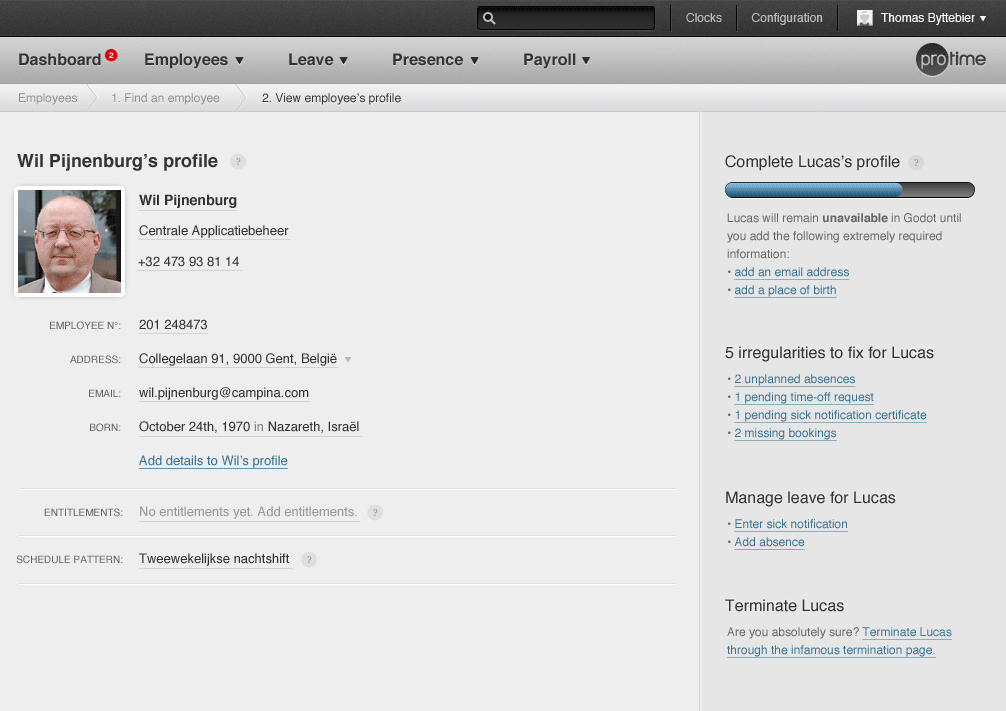 Clocks
Configuration
Thomas Byttebier ▼
Dashboard 2
Employees ▼
Leave ▼
Presence ▼
Payroll ▼
protime
Employees
1. Find an employee
2. View employee's profile
Wil Pijnenburg's profile ?
Wil Pijnenburg
Centrale Applicatiebeheer
+32 473 93 81 14
EMPLOYEE N°: 201 248473
ADDRESS: Collegelaan 91, 9000 Gent, België ▼
EMAIL: wil.pijnenburg@campina.com
BORN: October 24th, 1970 in Nazareth, Israël
Add details to Wil's profile
ENTITLEMENTS: No entitlements yet. Add entitlements. ?
SCHEDULE PATTERN: Tweewekelijkse nachtshift ?
Complete Lucas's profile ?
Lucas will remain unavailable in Godot until
you add the following extremely required
information:
• add an email address
• add a place of birth
5 irregularities to fix for Lucas
• 2 unplanned absences
• 1 pending time-off request
• 1 pending sick notification certificate
• 2 missing bookings
Manage leave for Lucas
• Enter sick notification
• Add absence
Terminate Lucas
Are you absolutely sure? Terminate Lucas
through the infamous termination page.